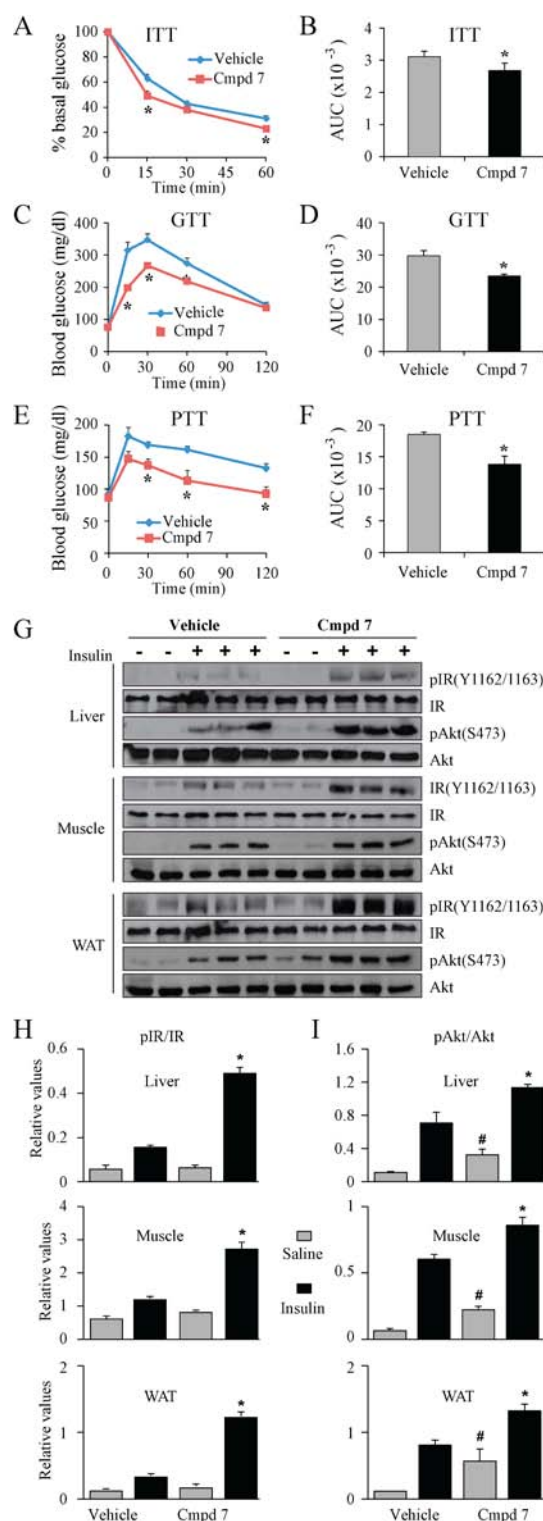 A ITT
% basal glucose
100
80
60
40
20
0
Vehicle
Cmpd 7
*
*
0 15 30 45 60
Time (min)
B ITT
AUC (x10⁻³)
4
3
2
1
0
*
Vehicle Cmpd 7
C GTT
Blood glucose (mg/dl)
400
300
200
100
0
* * *
Vehicle
Cmpd 7
0 30 60 90 120
Time (min)
D GTT
AUC (x10⁻³)
40
30
20
10
0
*
Vehicle Cmpd 7
E PTT
Blood glucose (mg/dl)
200
150
100
50
0
* * *
Vehicle
Cmpd 7
0 30 60 90 120
Time (min)
F PTT
AUC (x10⁻³)
20
15
10
5
0
*
Vehicle Cmpd 7
G
Vehicle Cmpd 7
Insulin - - + + + - - + + +
Liver
pIR(Y1162/1163)
IR
pAkt(S473)
Akt
Muscle
IR(Y1162/1163)
IR
pAkt(S473)
Akt
WAT
pIR(Y1162/1163)
IR
pAkt(S473)
Akt
H pIR/IR
Relative values
Liver
0.6
0.4
0.2
0
*
Relative values
Muscle
4
3
2
1
0
*
Saline
Insulin
Relative values
WAT
2
1
0
*
Vehicle Cmpd 7
I pAkt/Akt
Liver
1.6
1.2
0.8
0.4
0
# *
Muscle
1
0.5
0
# *
WAT
2
1
0
# *
Vehicle Cmpd 7